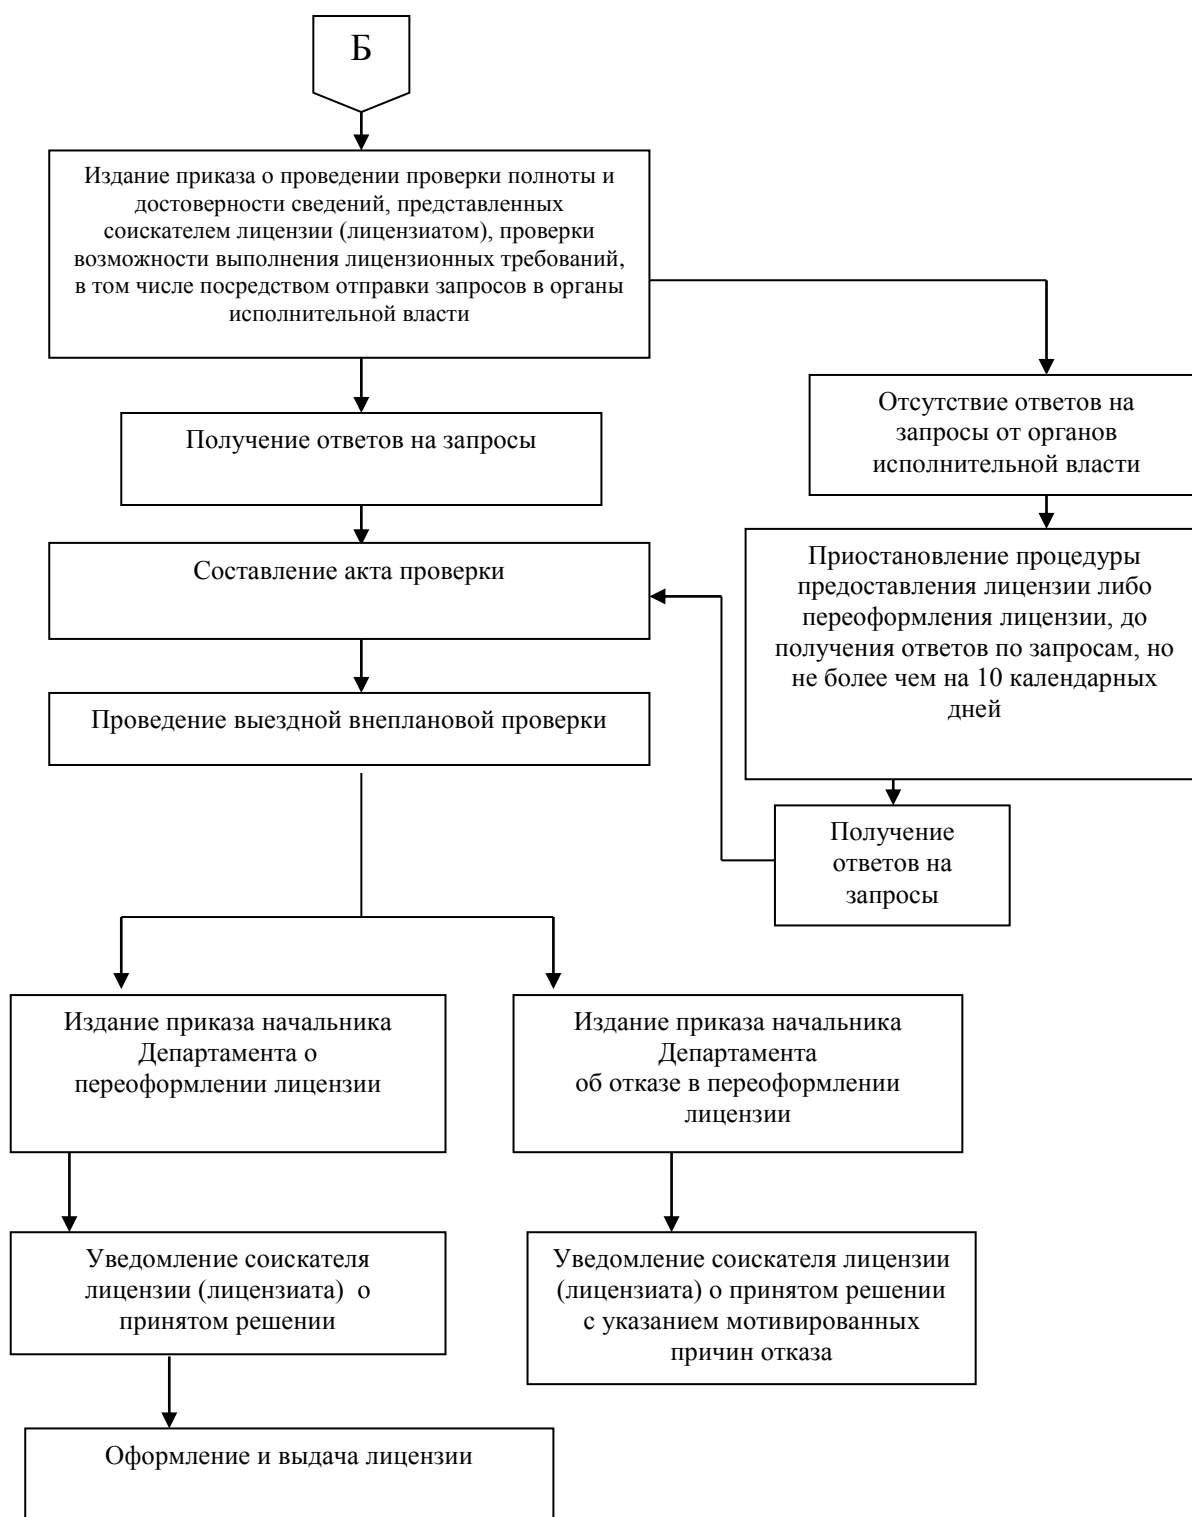 Б
Издание приказа о проведении проверки полноты и
достоверности сведений, представленных
соискателем лицензии (лицензиатом), проверки
возможности выполнения лицензионных требований,
в том числе посредством отправки запросов в органы
исполнительной власти
Отсутствие ответов на
запросы от органов
исполнительной власти
Получение ответов на запросы
Приостановление процедуры
предоставления лицензии либо
переоформления лицензии, до
получения ответов по запросам, но
не более чем на 10 календарных
дней
Составление акта проверки
Проведение выездной внеплановой проверки
Получение
ответов на
запросы
Издание приказа начальника
Департамента о
переоформлении лицензии
Издание приказа начальника
Департамента
об отказе в переоформлении
лицензии
Уведомление соискателя
лицензии (лицензиата) о
принятом решении
Уведомление соискателя лицензии
(лицензиата) о принятом решении
с указанием мотивированных
причин отказа
Оформление и выдача лицензии